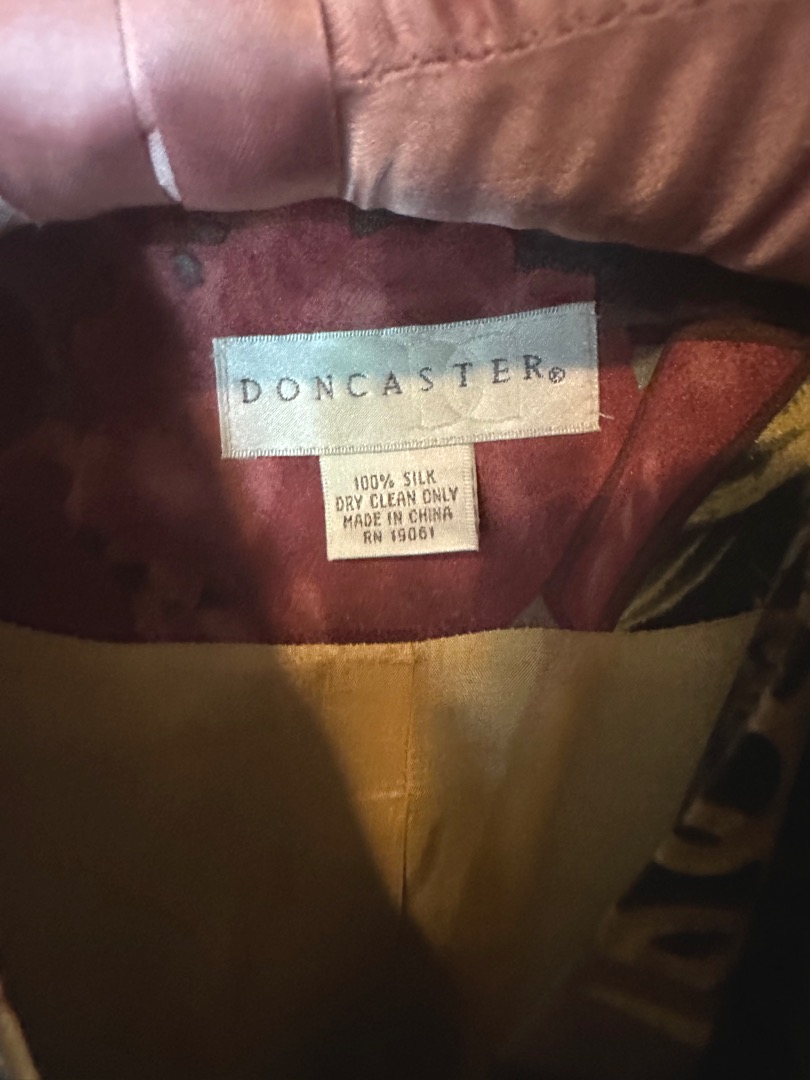 DONCASTER®
100% SILK
DRY CLEAN ONLY
MADE IN CHINA
RN 19061